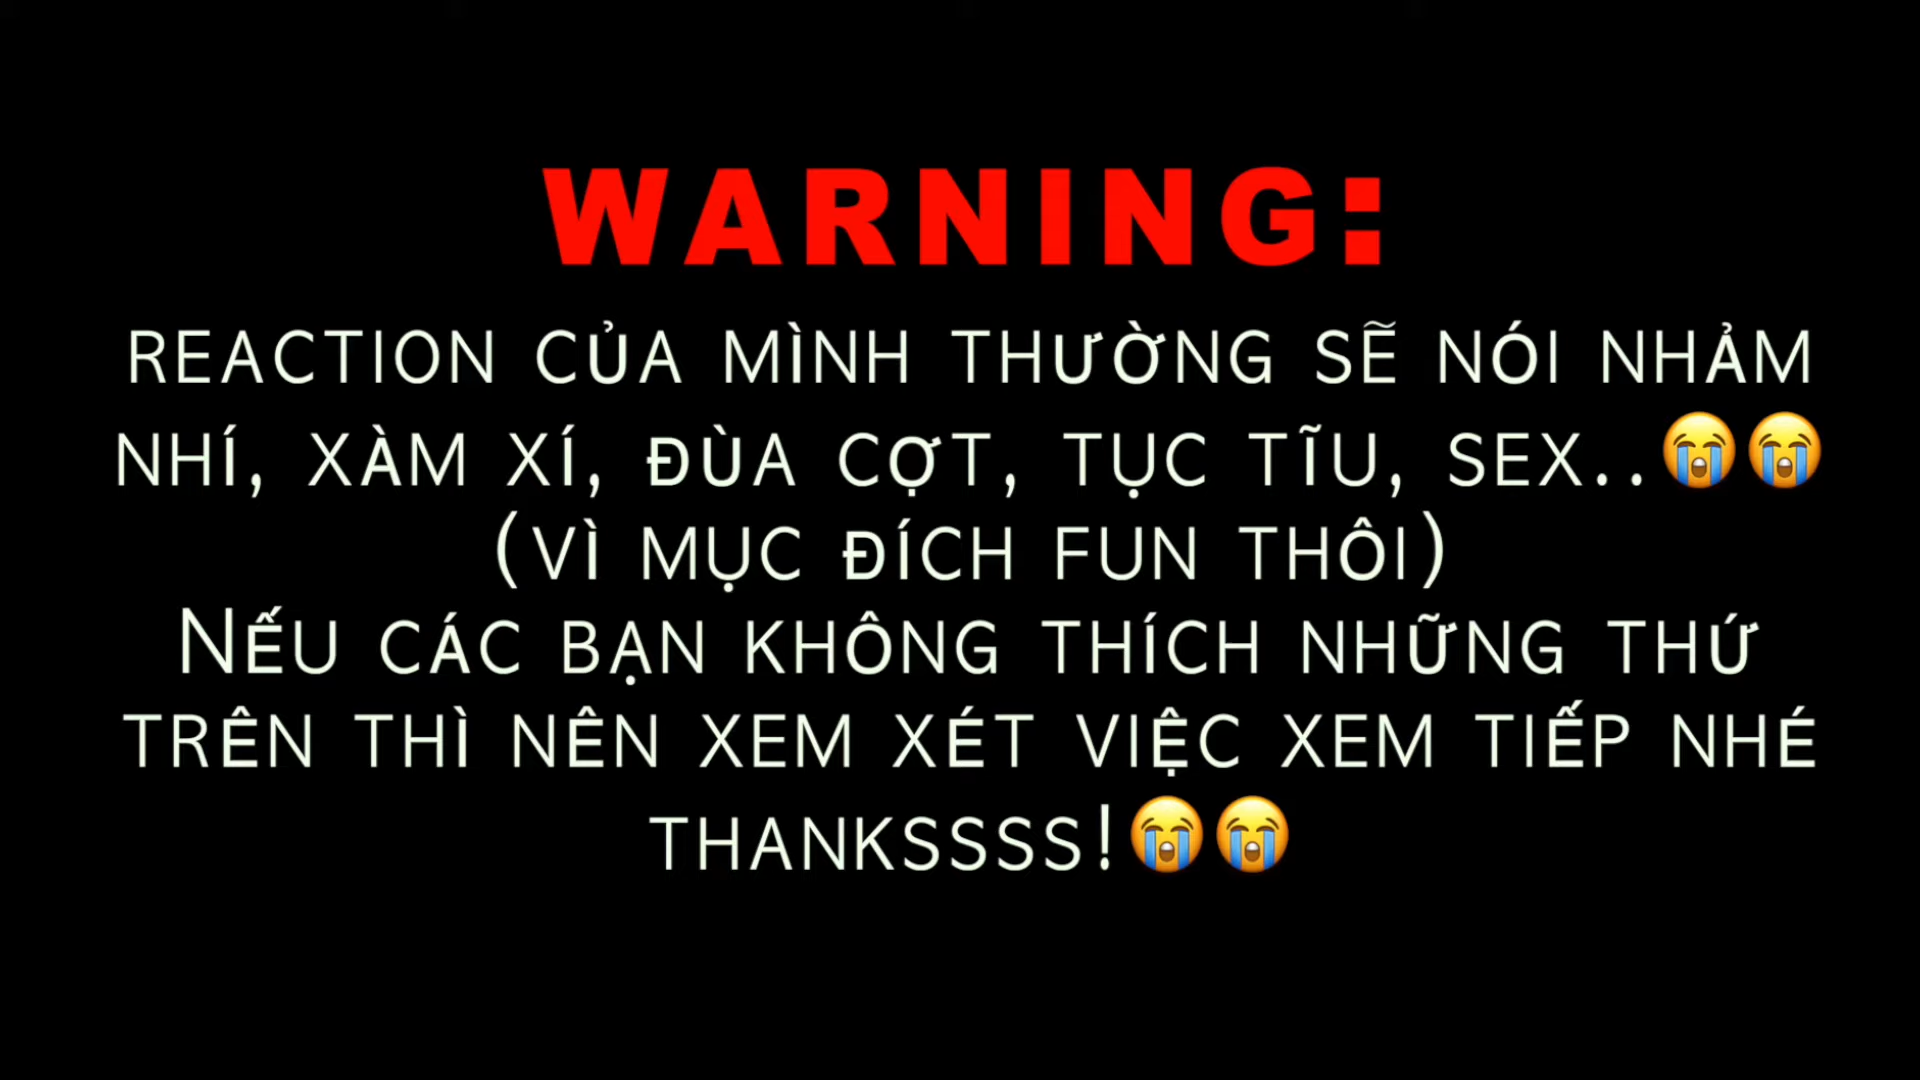 WARNING:
REACTION CỦA MÌNH THƯỜNG SẼ NÓI NHẢM
NHÍ, XÀM XÍ, ĐÙA CỢT, TỤC TĨU, SEX..😭😭
(VÌ MỤC ĐÍCH FUN THÔI)
NẾU CÁC BẠN KHÔNG THÍCH NHỮNG THỨ
TRÊN THÌ NÊN XEM XÉT VIỆC XEM TIẾP NHÉ
THANKSSSS!😭😭